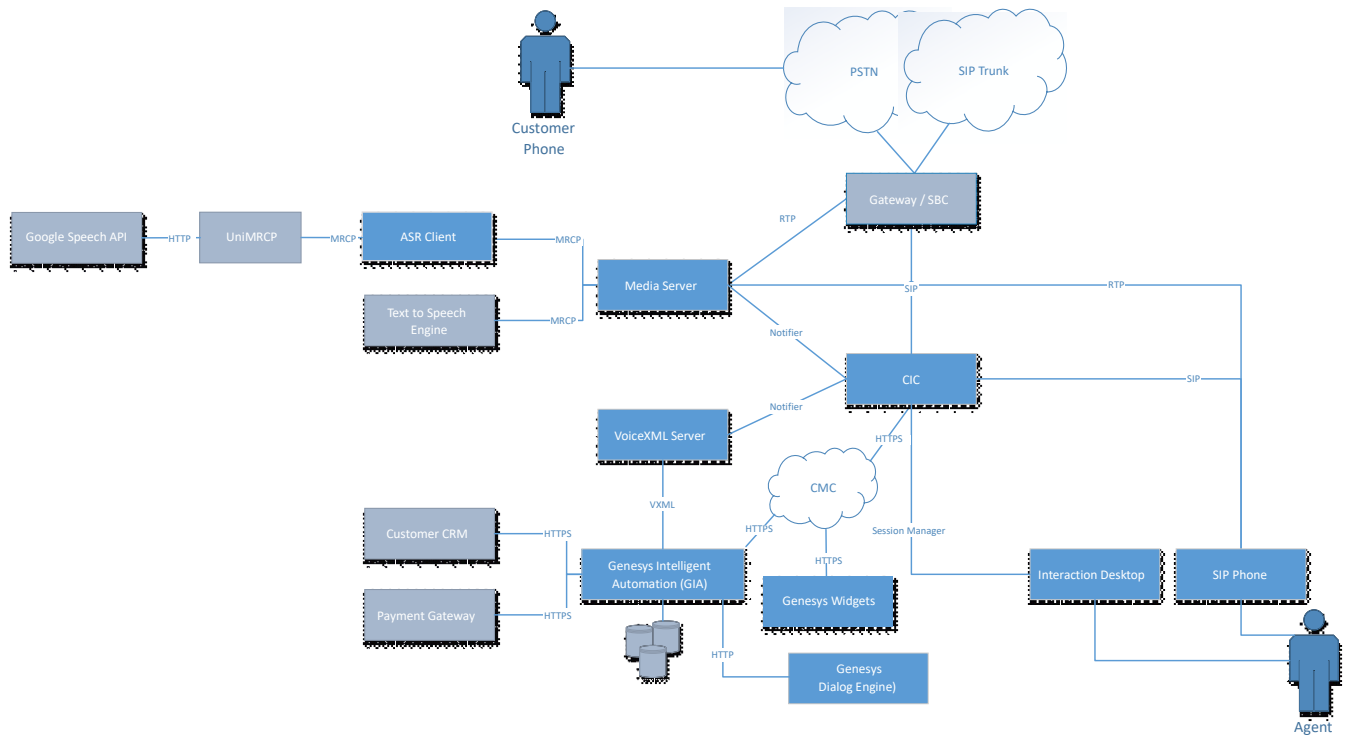 PSTN
SIP Trunk
Customer
Phone
Gateway / SBC
RTP
Google Speech API
HTTP
UniMRCP
MRCP
ASR Client
MRCP
Media Server
SIP
RTP
Text to Speech
Engine
MRCP
Notifier
CIC
SIP
Notifier
VoiceXML Server
HTTPS
CMC
VXML
Customer CRM
HTTPS
HTTPS
Session Manager
HTTPS
Genesys Intelligent
Automation (GIA)
Genesys Widgets
Interaction Desktop
SIP Phone
Payment Gateway
HTTPS
HTTP
Genesys
Dialog Engine)
Agent